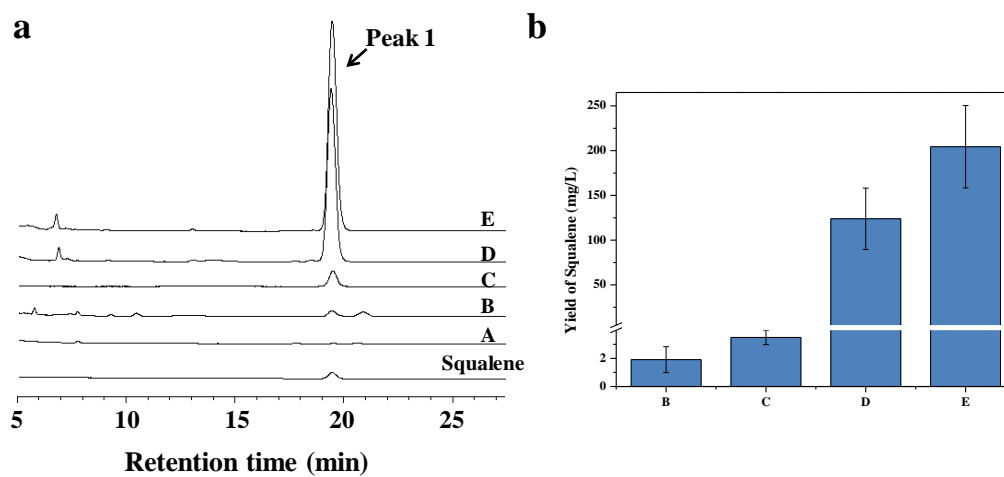 a
Peak 1
E
D
C
B
A
Squalene
5 10 15 20 25
Retention time (min)
b
Yield of Squalene (mg/L)
250
200
150
100
50
2
0
B C D E